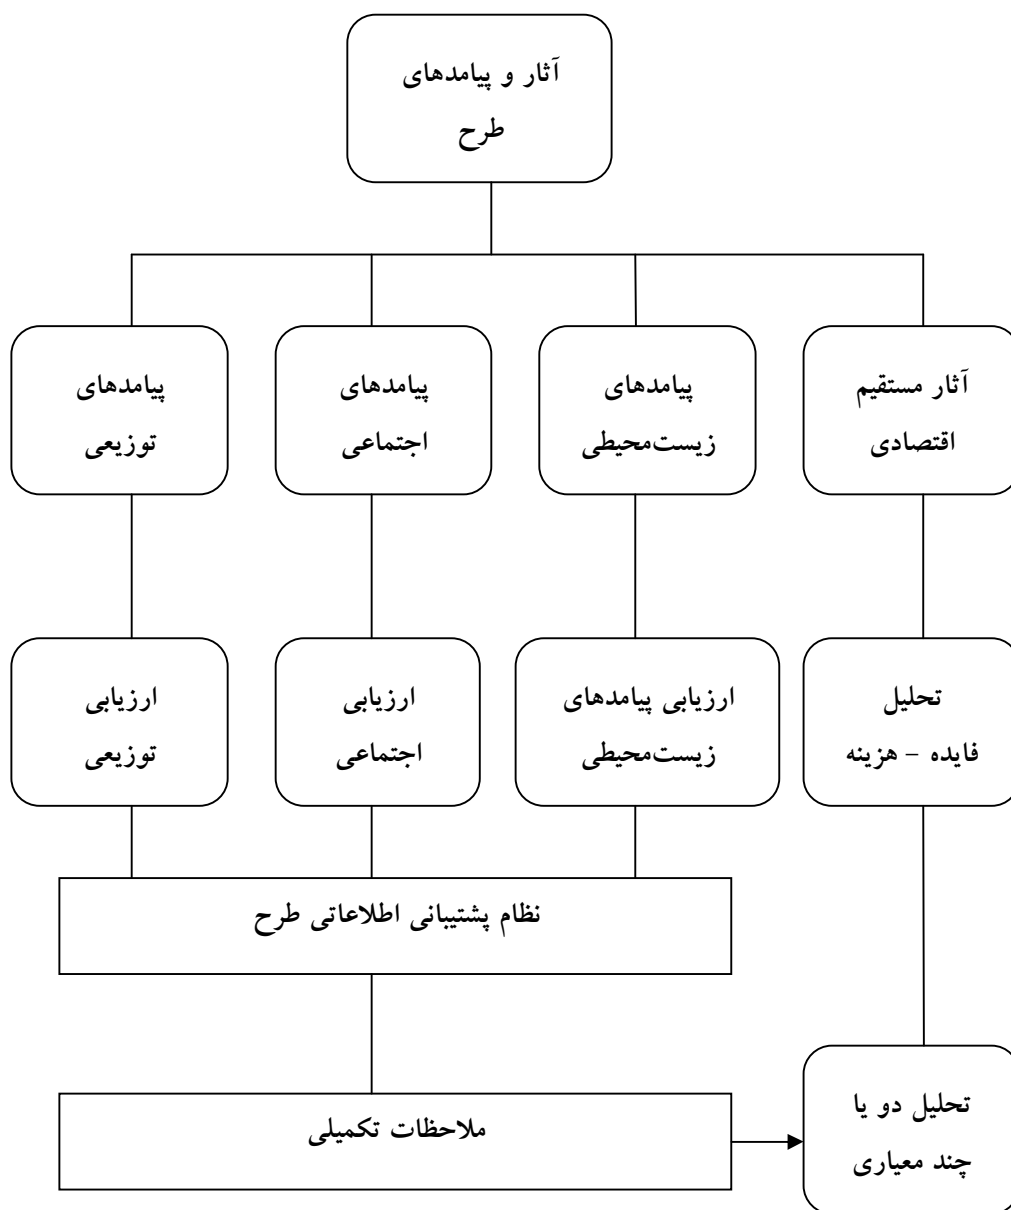 آثار و پیامدهای
طرح
آثار مستقیم
اقتصادی
پیامدهای
زیست‌محیطی
پیامدهای
اجتماعی
پیامدهای
توزیعی
تحلیل
فایده – هزینه
ارزیابی پیامدهای
زیست‌محیطی
ارزیابی
اجتماعی
ارزیابی
توزیعی
نظام پشتیبانی اطلاعاتی طرح
ملاحظات تکمیلی
تحلیل دو یا
چند معیاری